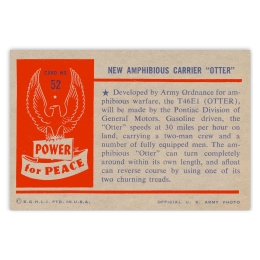 CARD NO.
52
POWER
for PEACE
NEW AMPHIBIOUS CARRIER "OTTER"
★ Developed by Army Ordnance for am-
phibious warfare, the T46E1 (OTTER),
will be made by the Pontiac Division of
General Motors. Gasoline driven, the
"Otter" speeds at 30 miles per hour on
land, carrying a two-man crew and a
number of fully equipped men. The am-
phibious "Otter" can turn completely
around within its own length, and afloat
can reverse course by using one of its
two churning treads.
© B.G.H.L.I. PTD. IN U.S.A.
OFFICIAL U. S. ARMY PHOTO